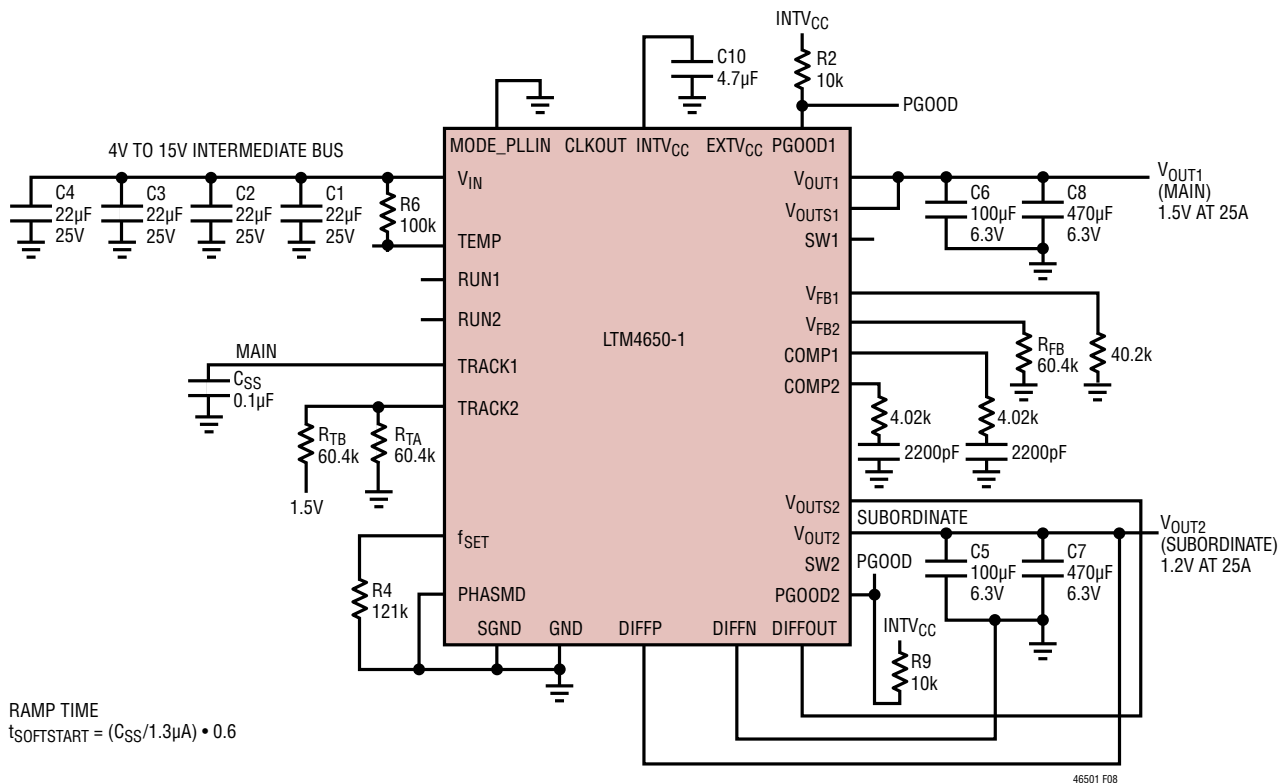 INTVCC
C10
4.7µF
R2
10k
PGOOD
4V TO 15V INTERMEDIATE BUS
MODE_PLLIN CLKOUT INTVCC EXTVCC PGOOD1
C4
22µF
25V
C3
22µF
25V
C2
22µF
25V
C1
22µF
25V
R6
100k
VIN
TEMP
RUN1
RUN2
MAIN
TRACK1
CSS
0.1µF
TRACK2
RTB
60.4k
RTA
60.4k
1.5V
fSET
R4
121k
PHASMD
SGND GND DIFFP DIFFN DIFFOUT
LTM4650-1
VOUT1
VOUTS1
SW1
VFB1
VFB2
COMP1
COMP2
VOUTS2
VOUT2
SW2
PGOOD2
C6
100µF
6.3V
C8
470µF
6.3V
VOUT1
(MAIN)
1.5V AT 25A
RFB
60.4k
40.2k
4.02k
4.02k
2200pF
2200pF
SUBORDINATE
VOUT2
(SUBORDINATE)
1.2V AT 25A
PGOOD
C5
100µF
6.3V
C7
470µF
6.3V
INTVCC
R9
10k
RAMP TIME
tSOFTSTART = (CSS/1.3µA) • 0.6
46501 F08